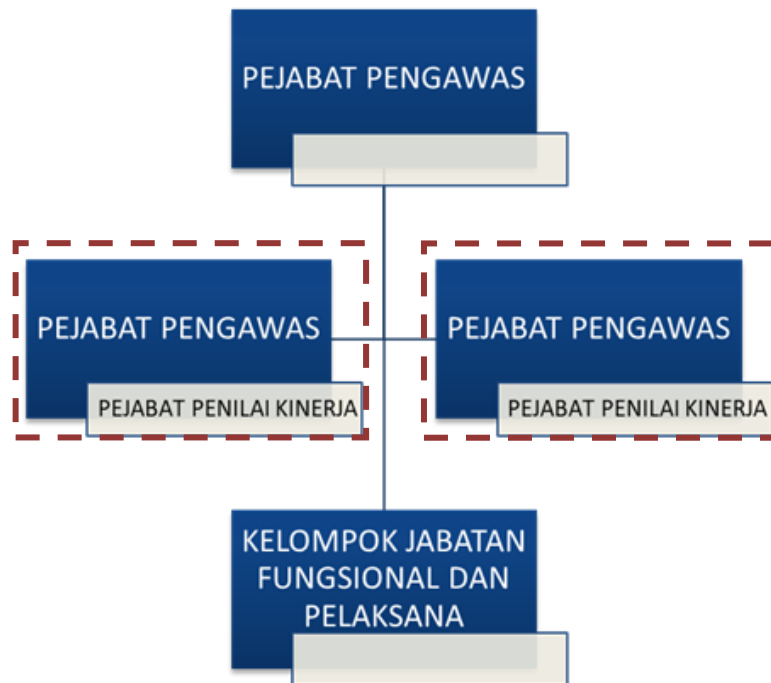 PEJABAT PENGAWAS
PEJABAT PENGAWAS
PEJABAT PENILAI KINERJA
PEJABAT PENGAWAS
PEJABAT PENILAI KINERJA
KELOMPOK JABATAN
FUNGSIONAL DAN
PELAKSANA